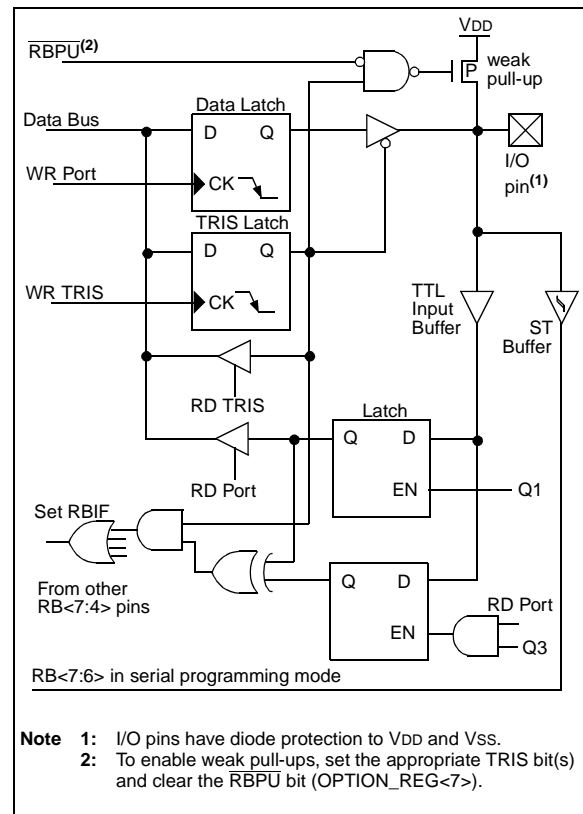 VDD
RBPU(2)
P
weak
pull-up
Data Latch
Data Bus
D
Q
I/O
pin(1)
WR Port
CK
TRIS Latch
D
Q
WR TRIS
CK
TTL
Input
Buffer
ST
Buffer
RD TRIS
Latch
Q
D
RD Port
EN
Q1
Set RBIF
From other
RB<7:4> pins
Q
D
RD Port
EN
Q3
RB<7:6> in serial programming mode
Note 1: I/O pins have diode protection to VDD and VSS.
2: To enable weak pull-ups, set the appropriate TRIS bit(s)
and clear the RBPU bit (OPTION_REG<7>).